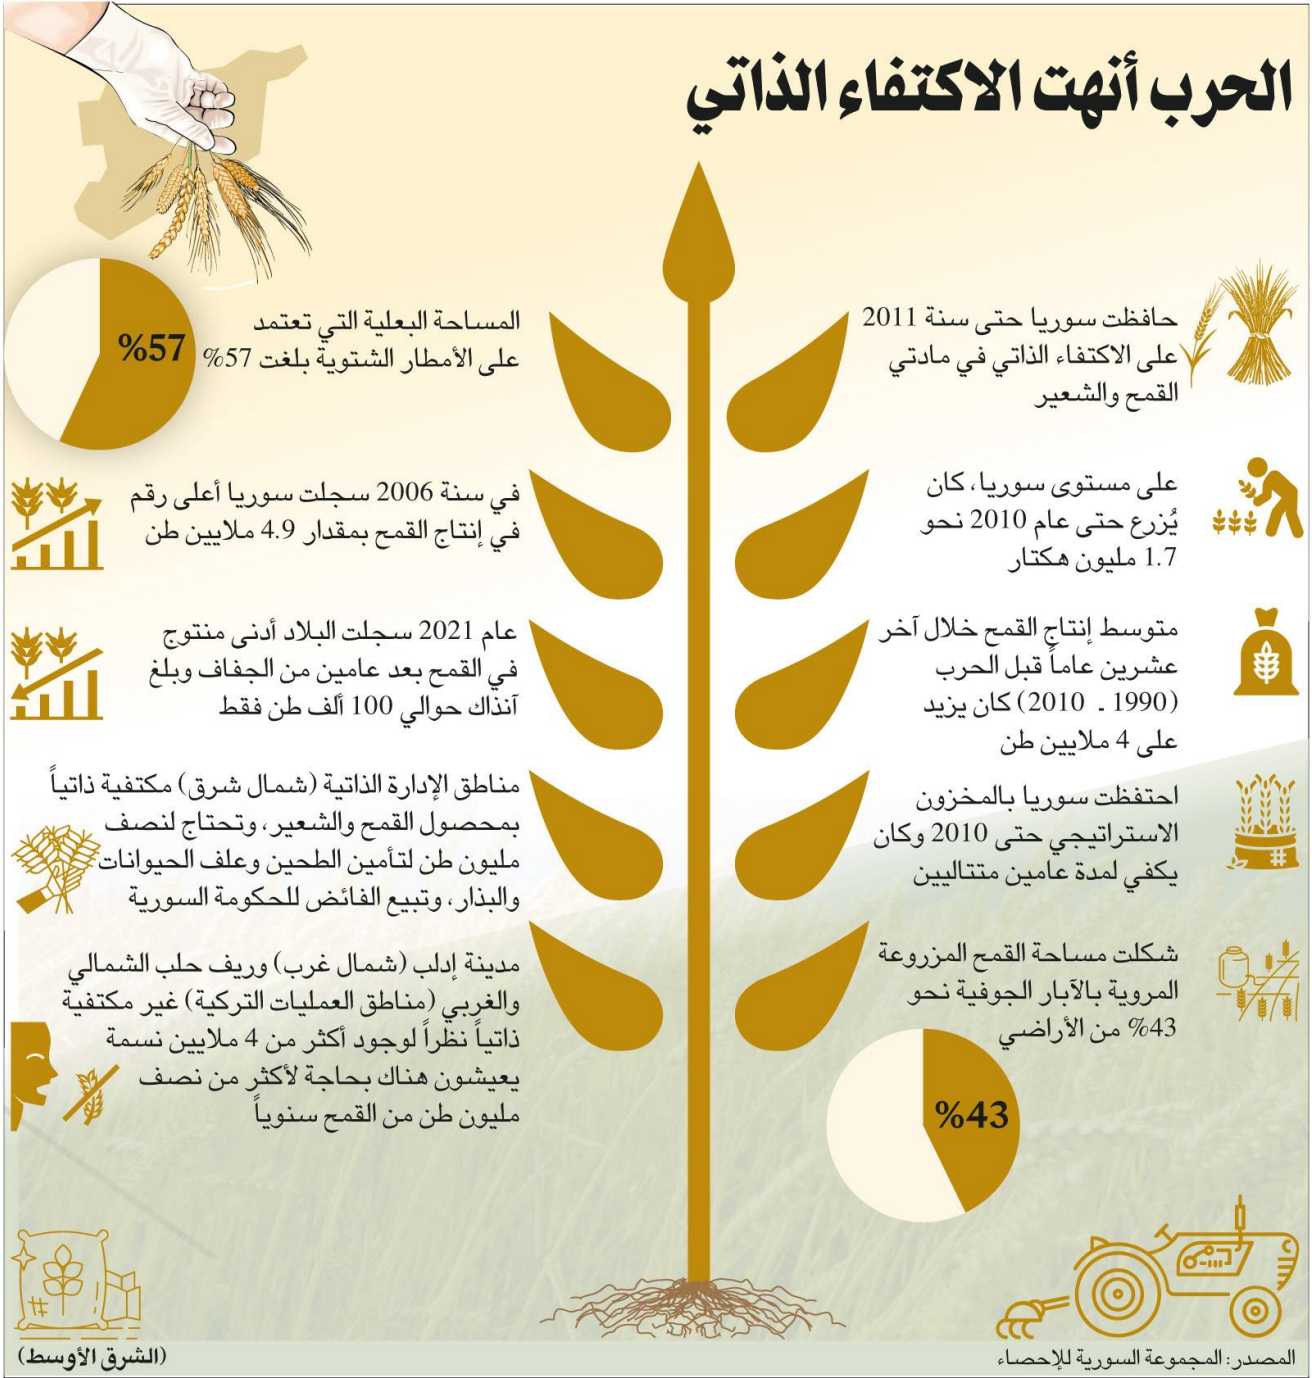 الحرب أنهت الاكتفاء الذاتي
حافظت سوريا حتى سنة 2011
على الاكتفاء الذاتي في مادتي
القمح والشعير
على مستوى سوريا، كان
يُزرع حتى عام 2010 نحو
1.7 مليون هكتار
متوسط إنتاج القمح خلال آخر
عشرين عاماً قبل الحرب
(1990 ـ 2010) كان يزيد
على 4 ملايين طن
احتفظت سوريا بالمخزون
الاستراتيجي حتى 2010 وكان
يكفي لمدة عامين متتاليين
شكلت مساحة القمح المزروعة
المروية بالآبار الجوفية نحو
43% من الأراضي
%43
المساحة البعلية التي تعتمد
على الأمطار الشتوية بلغت 57%
%57
في سنة 2006 سجلت سوريا أعلى رقم
في إنتاج القمح بمقدار 4.9 ملايين طن
عام 2021 سجلت البلاد أدنى منتوج
في القمح بعد عامين من الجفاف وبلغ
آنذاك حوالي 100 ألف طن فقط
مناطق الإدارة الذاتية (شمال شرق) مكتفية ذاتياً
بمحصول القمح والشعير، وتحتاج لنصف
مليون طن لتأمين الطحين وعلف الحيوانات
والبذار، وتبيع الفائض للحكومة السورية
مدينة إدلب (شمال غرب) وريف حلب الشمالي
والغربي (مناطق العمليات التركية) غير مكتفية
ذاتياً نظراً لوجود أكثر من 4 ملايين نسمة
يعيشون هناك بحاجة لأكثر من نصف
مليون طن من القمح سنوياً
المصدر: المجموعة السورية للإحصاء
(الشرق الأوسط)